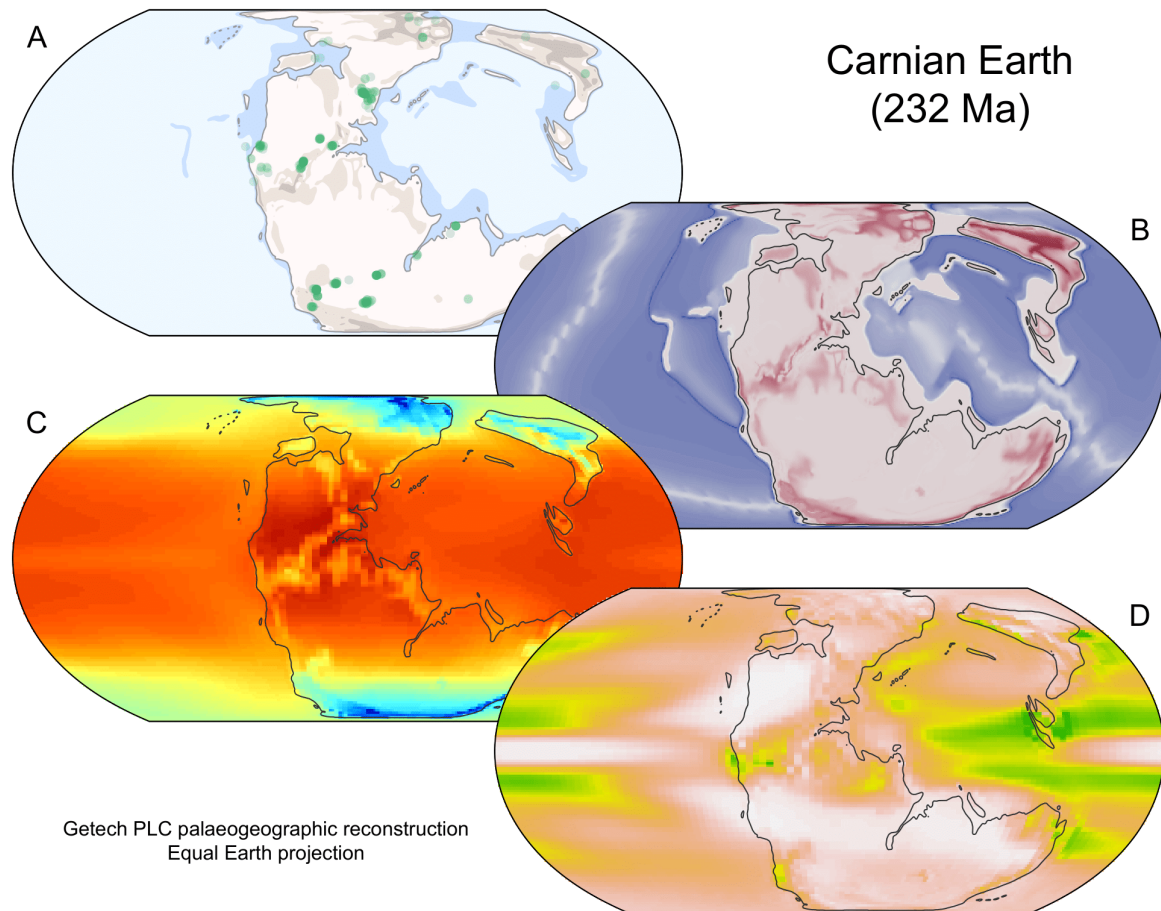 A
Carnian Earth
(232 Ma)
B
C
D
Getech PLC palaeogeographic reconstruction
Equal Earth projection